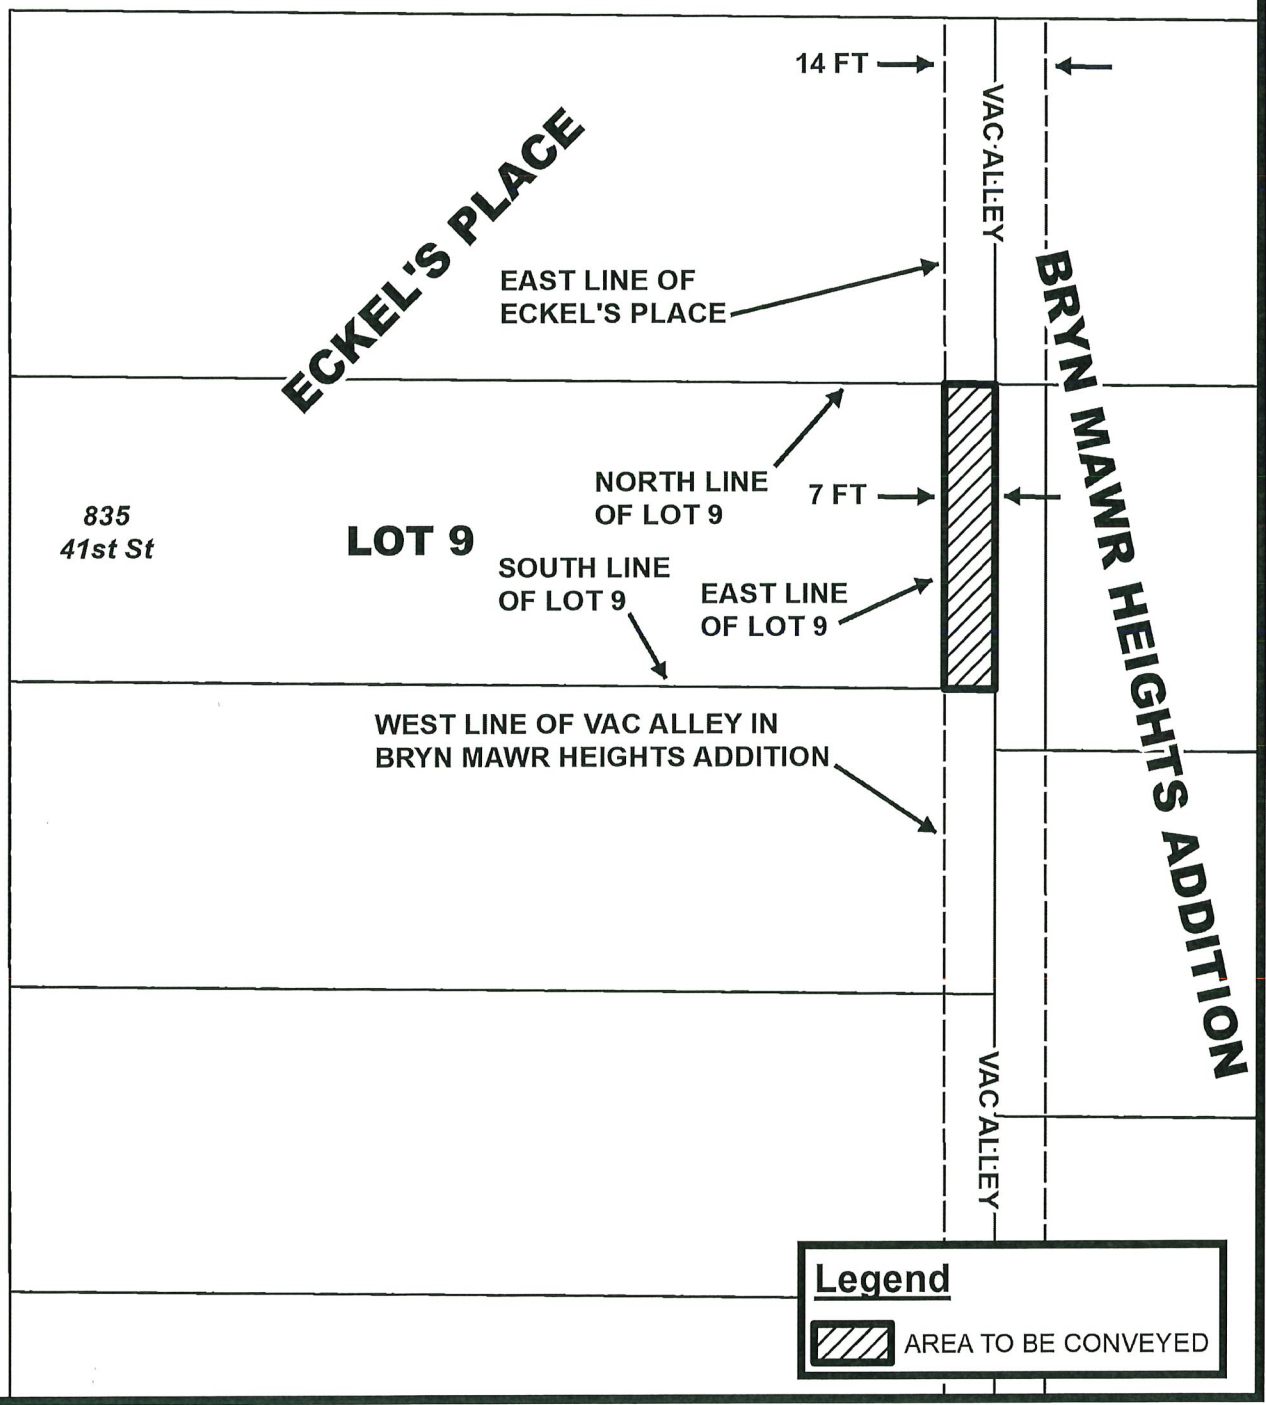 14 FT
VAC ALLEY
ECKEL'S PLACE
EAST LINE OF
ECKEL'S PLACE
BRYN MAWR HEIGHTS ADDITION
NORTH LINE
OF LOT 9
7 FT
835
41st St
LOT 9
SOUTH LINE
OF LOT 9
EAST LINE
OF LOT 9
WEST LINE OF VAC ALLEY IN
BRYN MAWR HEIGHTS ADDITION
VAC ALLEY
Legend
AREA TO BE CONVEYED